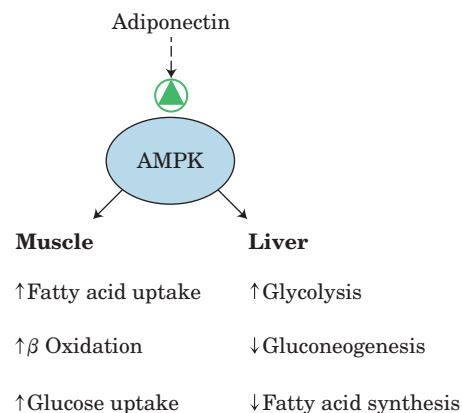 Adiponectin
AMPK
Muscle Liver
↑Fatty acid uptake ↑Glycolysis
↑β Oxidation ↓Gluconeogenesis
↑Glucose uptake ↓Fatty acid synthesis